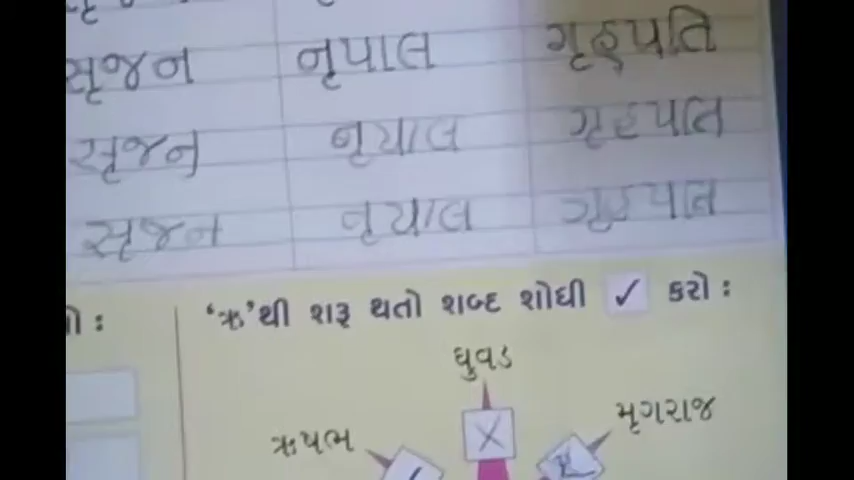 સૃજન નૃપાલ ગૃહપતિ
સૃજન નૃપાલ ગૃહપતિ
સૃજન નૃપાલ ગૃહપતિ
'ઋ'થી શરૂ થતો શબ્દ શોધી ✓ કરો :
ઘુવડ
ઋષભ મૃગરાજ